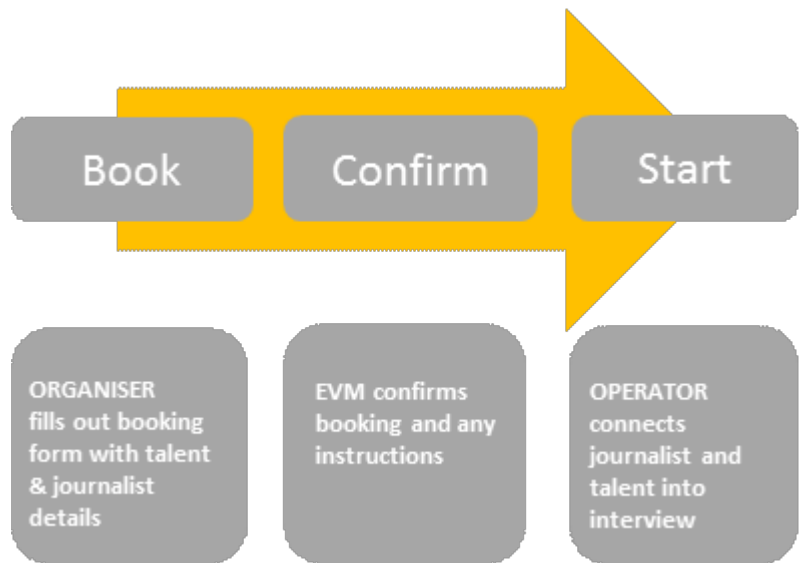 Book
Confirm
Start
ORGANISER
fills out booking
form with talent
& journalist
details
EVM confirms
booking and any
instructions
OPERATOR
connects
journalist and
talent into
interview